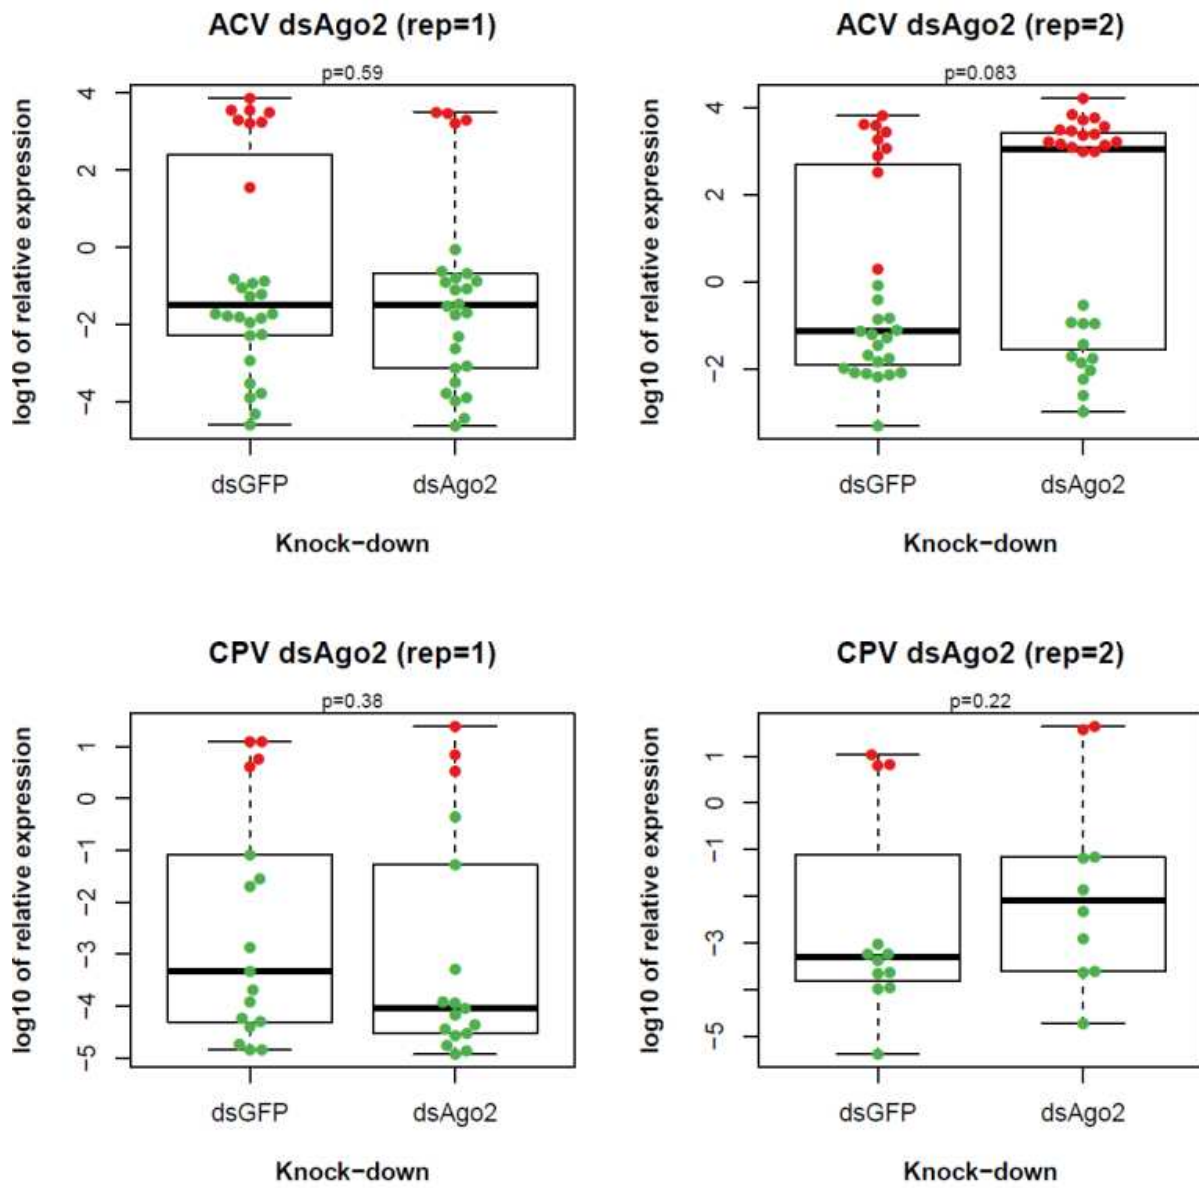 ACV dsAgo2 (rep=1)
p=0.59
log10 of relative expression
4
2
0
−2
−4
dsGFP
dsAgo2
Knock−down
ACV dsAgo2 (rep=2)
p=0.083
log10 of relative expression
4
2
0
−2
dsGFP
dsAgo2
Knock−down
CPV dsAgo2 (rep=1)
p=0.38
log10 of relative expression
1
0
−1
−2
−3
−4
−5
dsGFP
dsAgo2
Knock−down
CPV dsAgo2 (rep=2)
p=0.22
log10 of relative expression
1
0
−1
−3
−5
dsGFP
dsAgo2
Knock−down